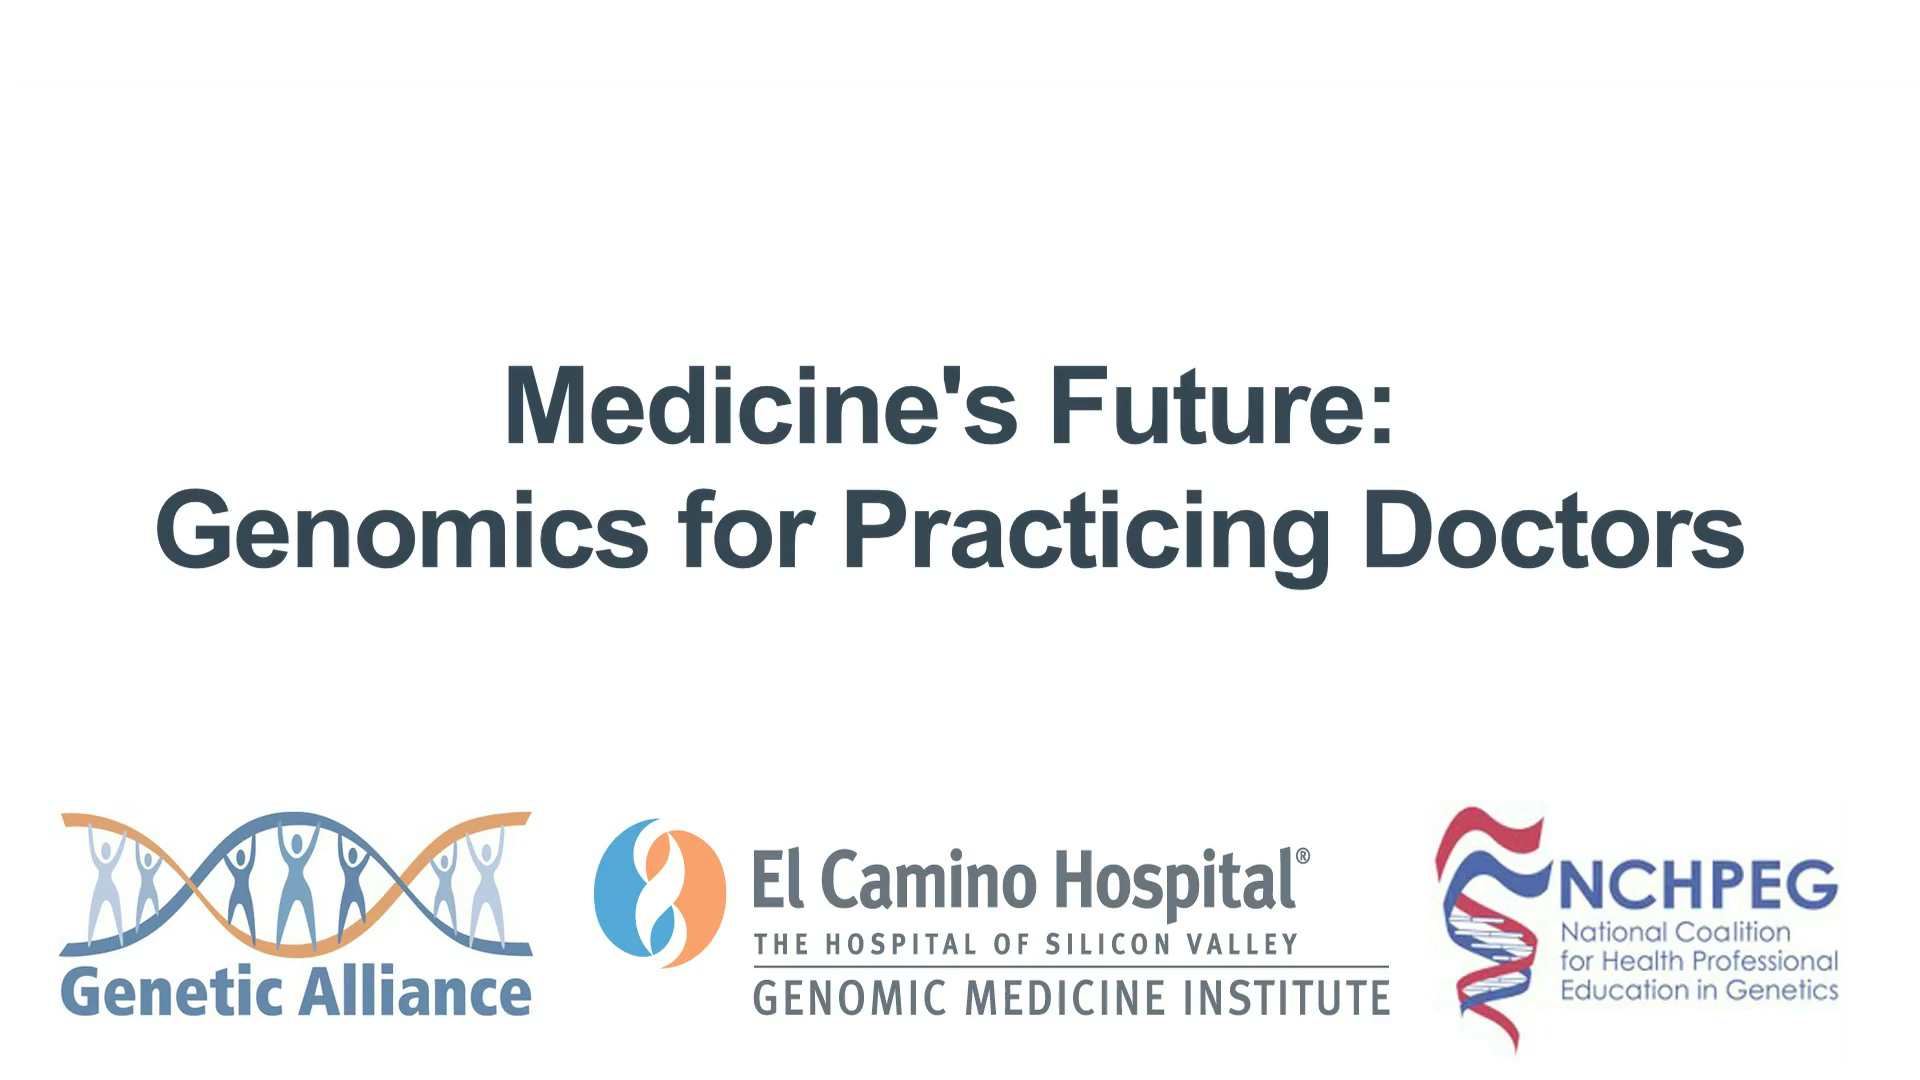 Medicine's Future:
Genomics for Practicing Doctors
Genetic Alliance
El Camino Hospital®
THE HOSPITAL OF SILICON VALLEY
GENOMIC MEDICINE INSTITUTE
NCHPEG
National Coalition
for Health Professional
Education in Genetics